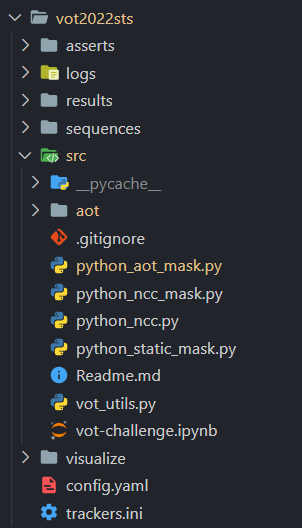 vot2022sts
asserts
logs
results
sequences
src
__pycache__
aot
.gitignore
python_aot_mask.py
python_ncc_mask.py
python_ncc.py
python_static_mask.py
Readme.md
vot_utils.py
vot-challenge.ipynb
visualize
config.yaml
trackers.ini